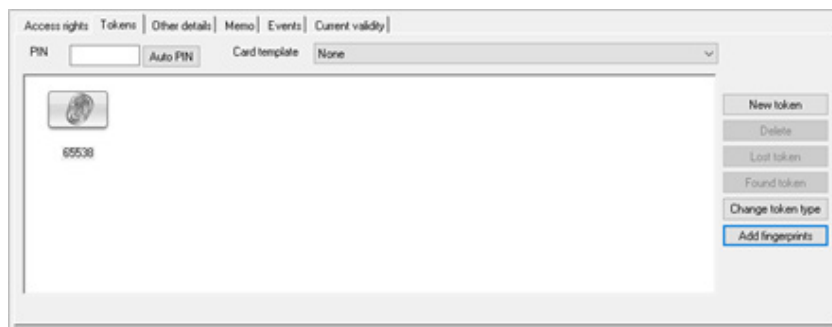 Access rights Tokens Other details Memo Events Current validity
PIN Auto PIN Card template None
New token
Delete
65538
Lost token
Found token
Change token type
Add fingerprints